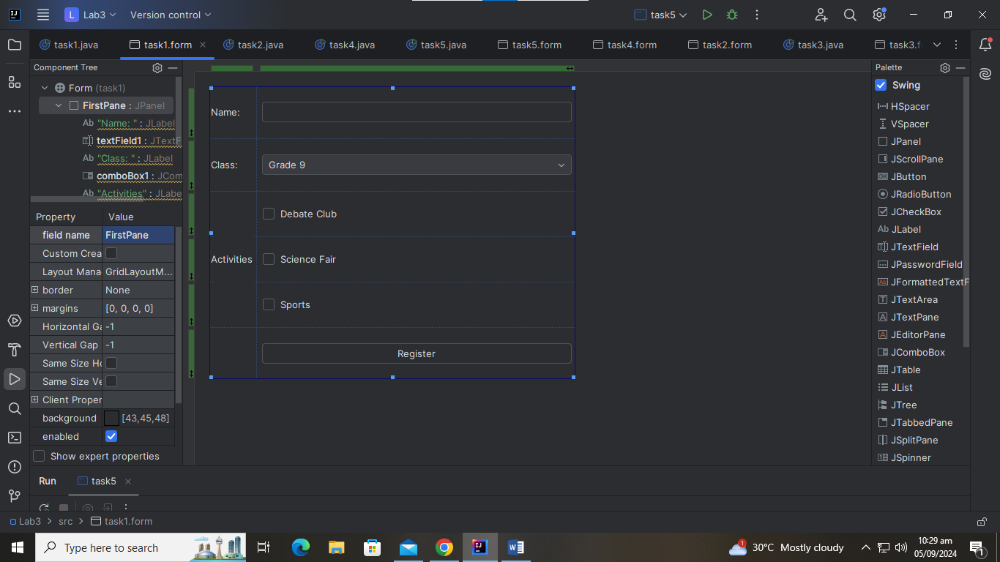 L Lab3 Version control task5
task1.java task1.form task2.java task4.java task5.java task5.form task4.form task2.form task3.java task3.f
Component Tree
Form (task1)
FirstPane : JPanel
Ab "Name: " : JLabel
textField1 : JTextF
Ab "Class: " : JLabel
comboBox1 : JCom
Ab "Activities" : JLabe
Property Value
field name FirstPane
Custom Crea
Layout Mana GridLayoutM...
border None
margins [0, 0, 0, 0]
Horizontal Ga -1
Vertical Gap -1
Same Size Ho
Same Size Ve
Client Proper
background [43,45,48]
enabled
Show expert properties
Name:
Class: Grade 9
Debate Club
Activities Science Fair
Sports
Register
Palette
Swing
HSpacer
VSpacer
JPanel
JScrollPane
JButton
JRadioButton
JCheckBox
Ab JLabel
JTextField
JPasswordField
JFormattedTextF
JTextArea
JTextPane
JEditorPane
JComboBox
JTable
JList
JTree
JTabbedPane
JSplitPane
JSpinner
Run task5
Lab3 > src > task1.form
Type here to search
1 30°C Mostly cloudy
10:29 am
05/09/2024
1